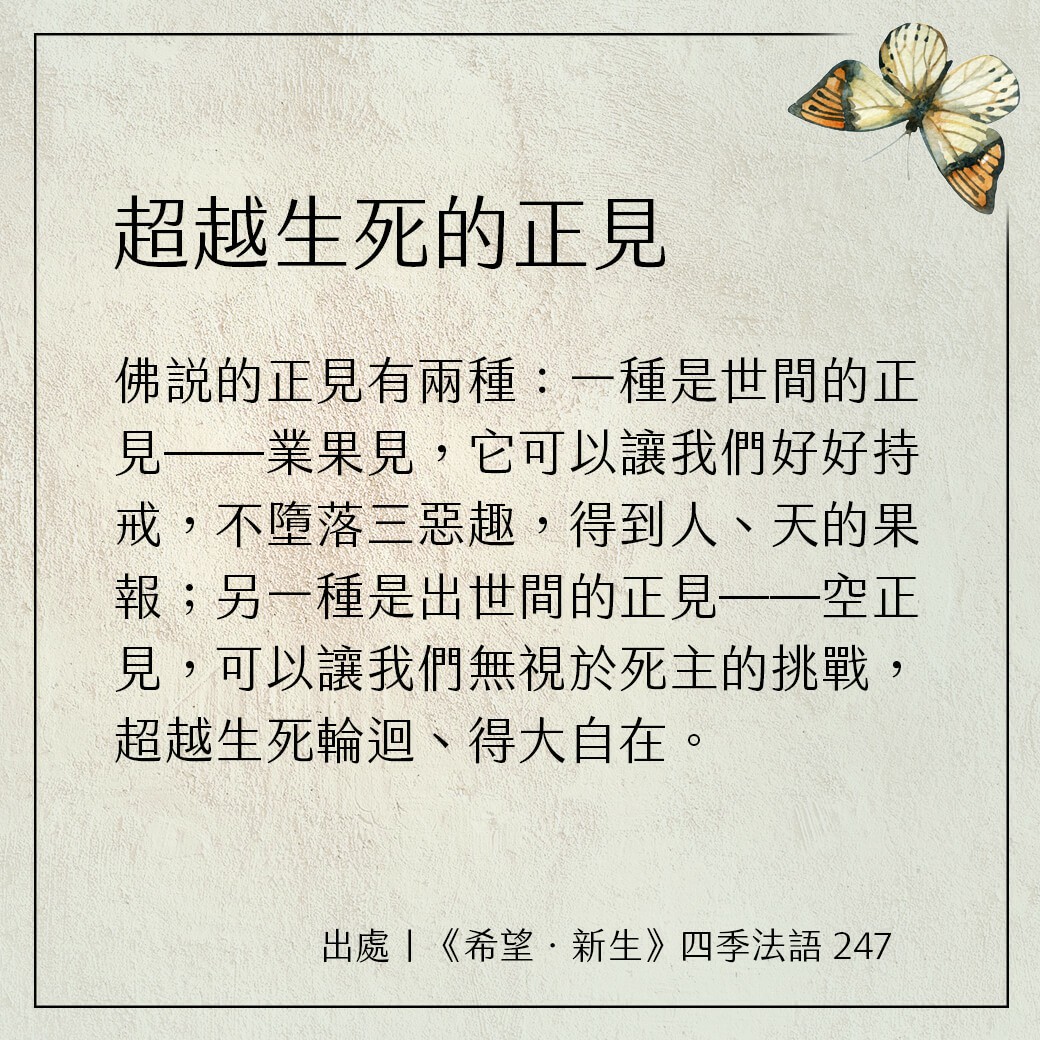 超越生死的正見
佛説的正見有兩種：一種是世間的正
見——業果見，它可以讓我們好好持
戒，不墮落三惡趣，得到人、天的果
報；另一種是出世間的正見——空正
見，可以讓我們無視於死主的挑戰，
超越生死輪迴、得大自在。
出處丨《希望．新生》四季法語 247